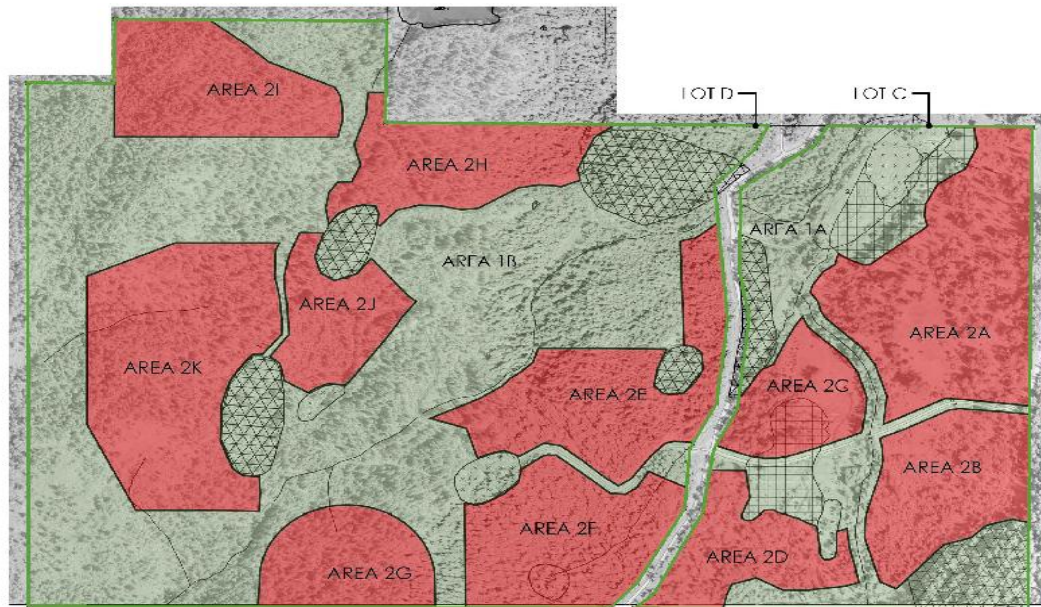 LOT D
LOT C
AREA 2I
AREA 2H
AREA 1A
AREA 1B
AREA 2J
AREA 2A
AREA 2K
AREA 2C
AREA 2E
AREA 2B
AREA 2F
AREA 2D
AREA 2G